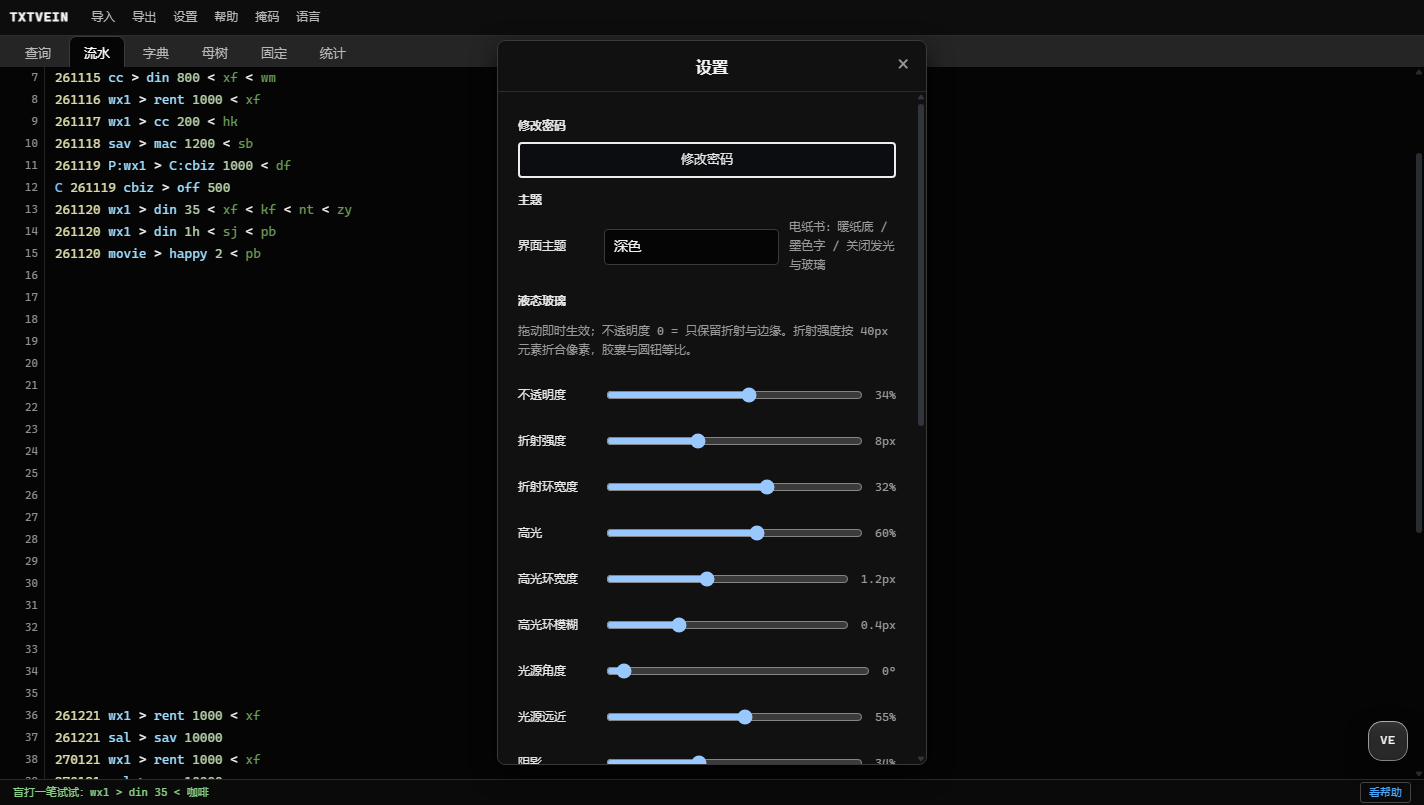 TXTVEIN 导入 导出 设置 帮助 掩码 语言
查询 流水 字典 母树 固定 统计
7 261115 cc > din 800 < xf < wm
8 261116 wx1 > rent 1000 < xf
9 261117 wx1 > cc 200 < hk
10 261118 sav > mac 1200 < sb
11 261119 P:wx1 > C:cbiz 1000 < df
12 C 261119 cbiz > off 500
13 261120 wx1 > din 35 < xf < kf < nt < zy
14 261120 wx1 > din 1h < sj < pb
15 261120 movie > happy 2 < pb
16
17
18
19
20
21
22
23
24
25
26
27
28
29
30
31
32
33
34
35
36 261221 wx1 > rent 1000 < xf
37 261221 sal > sav 10000
38 270121 wx1 > rent 1000 < xf
设置 ×
修改密码
修改密码
主题
界面主题 深色
电纸书: 暖纸底 /
墨色字 / 关闭发光
与玻璃
液态玻璃
拖动即时生效; 不透明度 0 = 只保留折射与边缘。折射强度按 40px
元素折合像素, 胶囊与圆钮等比。
不透明度 34%
折射强度 8px
折射环宽度 32%
高光 60%
高光环宽度 1.2px
高光环模糊 0.4px
光源角度 0°
光源远近 55%
阴影 34%
VE
盲打一笔试试: wx1 > din 35 < 咖啡
看帮助